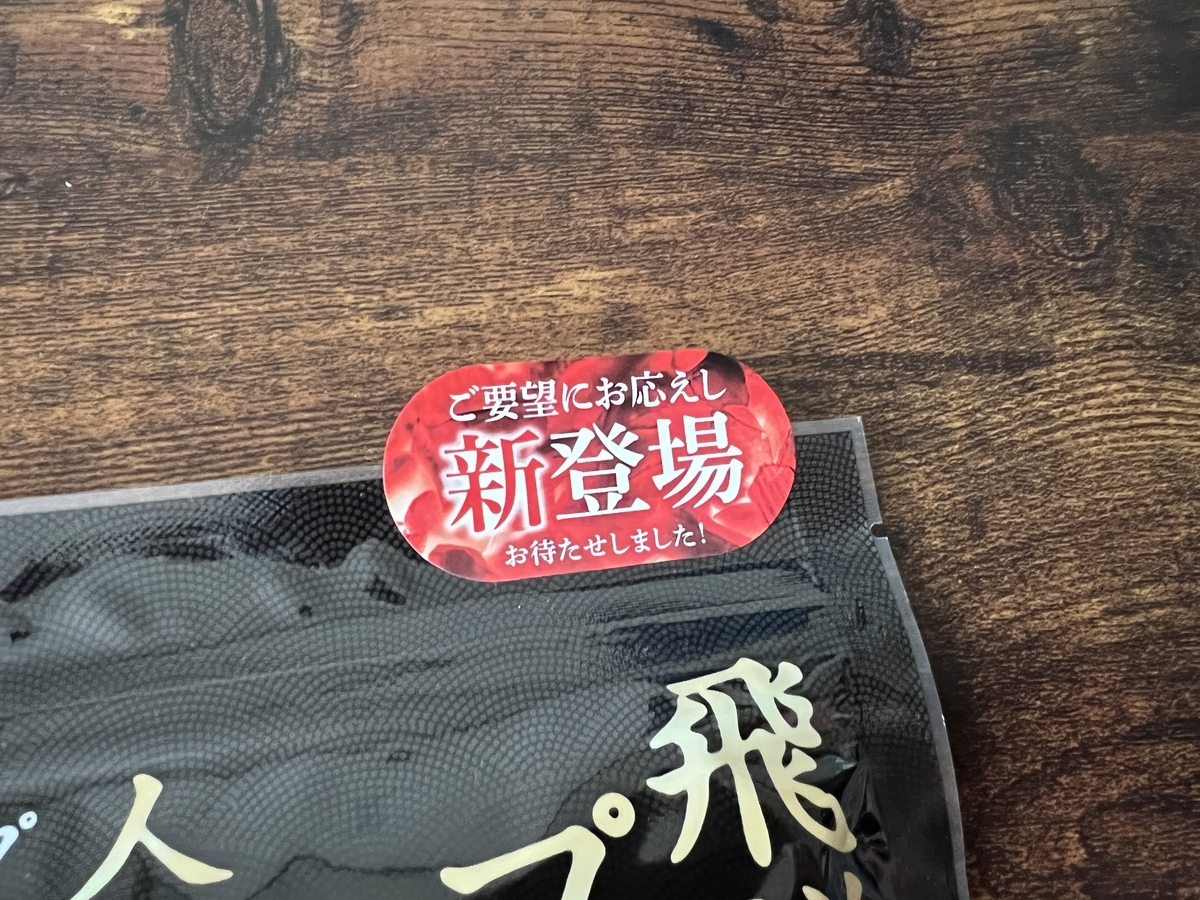 ご要望にお応えし
新登場
お待たせしました!
飛
プ
人
プ